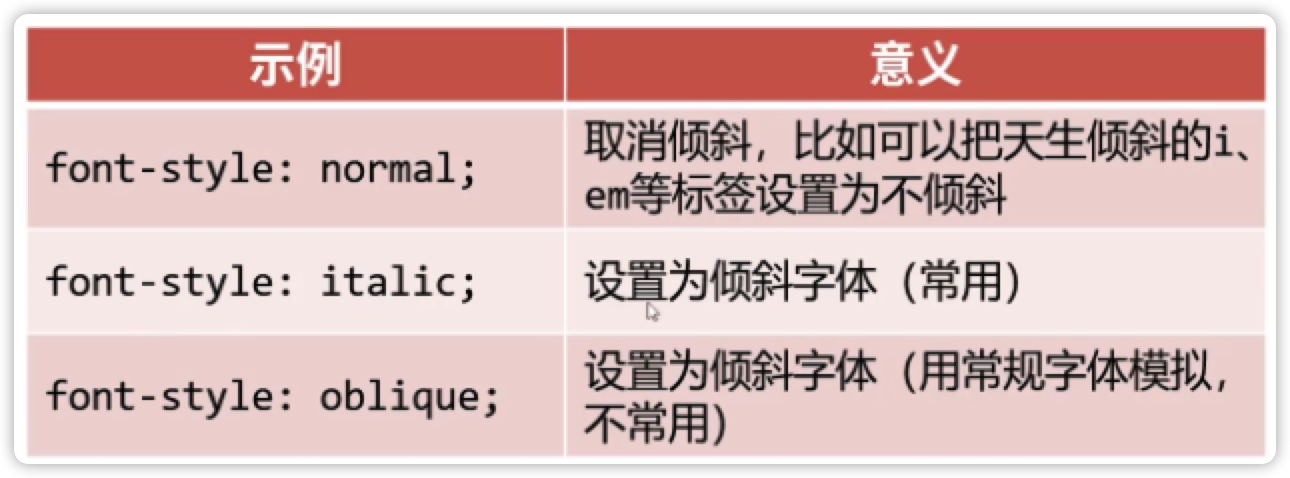 示例
意义
font-style: normal;
取消倾斜，比如可以把天生倾斜的i、
em等标签设置为不倾斜
font-style: italic;
设置为倾斜字体（常用）
font-style: oblique;
设置为倾斜字体（用常规字体模拟，
不常用）